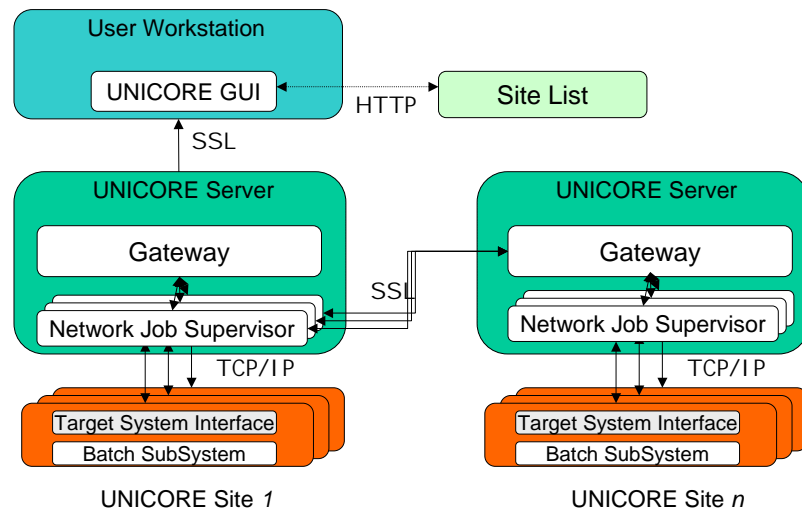 User Workstation
UNICORE GUI
HTTP
Site List
SSL
UNICORE Server
Gateway
Network Job Supervisor
TCP/IP
Target System Interface
Batch SubSystem
UNICORE Site 1
SSL
UNICORE Server
Gateway
Network Job Supervisor
TCP/IP
Target System Interface
Batch SubSystem
UNICORE Site n